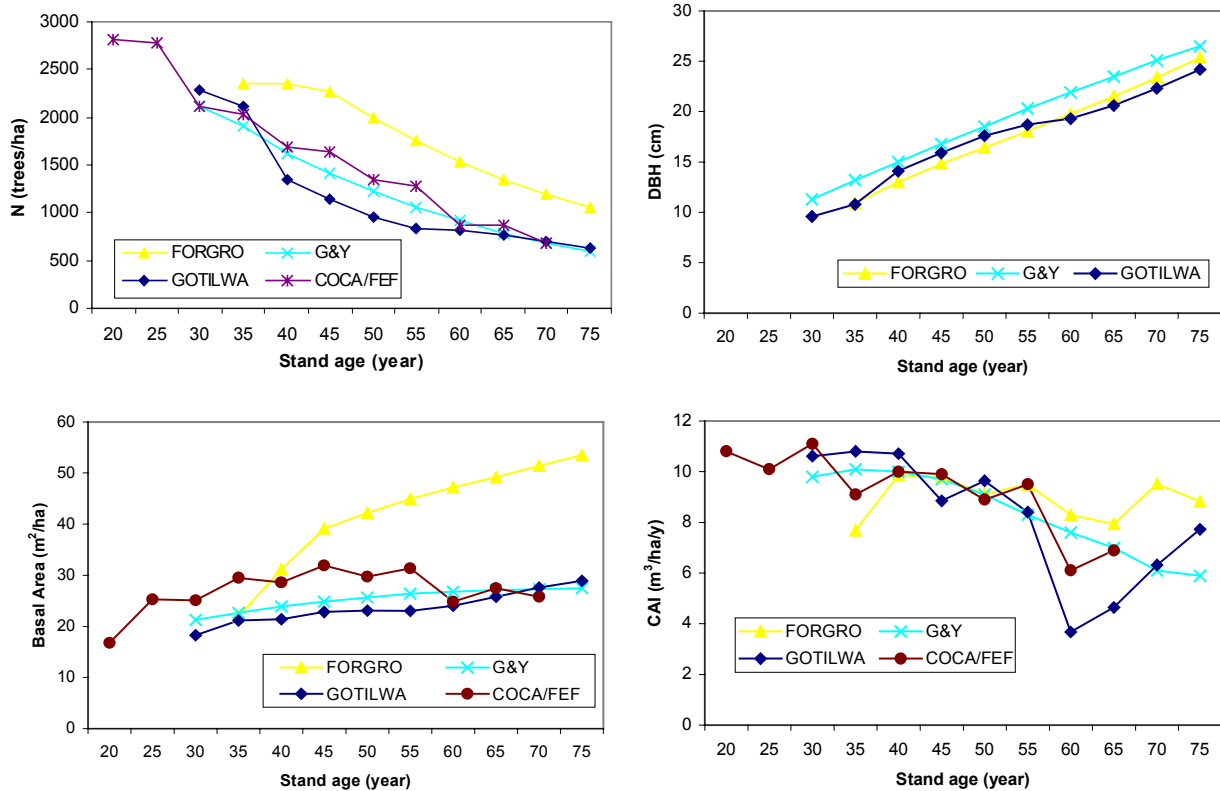 3000
2500
2000
1500
1000
500
0
N (trees/ha)
FORGRO
G&Y
GOTILWA
COCA/FEF
20 25 30 35 40 45 50 55 60 65 70 75
Stand age (year)
30
25
20
15
10
5
0
DBH (cm)
FORGRO G&Y GOTILWA
20 25 30 35 40 45 50 55 60 65 70 75
Stand age (year)
60
50
40
30
20
10
0
Basal Area (m²/ha)
FORGRO
G&Y
GOTILWA
COCA/FEF
20 25 30 35 40 45 50 55 60 65 70 75
Stand age (year)
12
10
8
6
4
2
0
CAI (m³/ha/y)
FORGRO
G&Y
GOTILWA
COCA/FEF
20 25 30 35 40 45 50 55 60 65 70 75
Stand age (year)